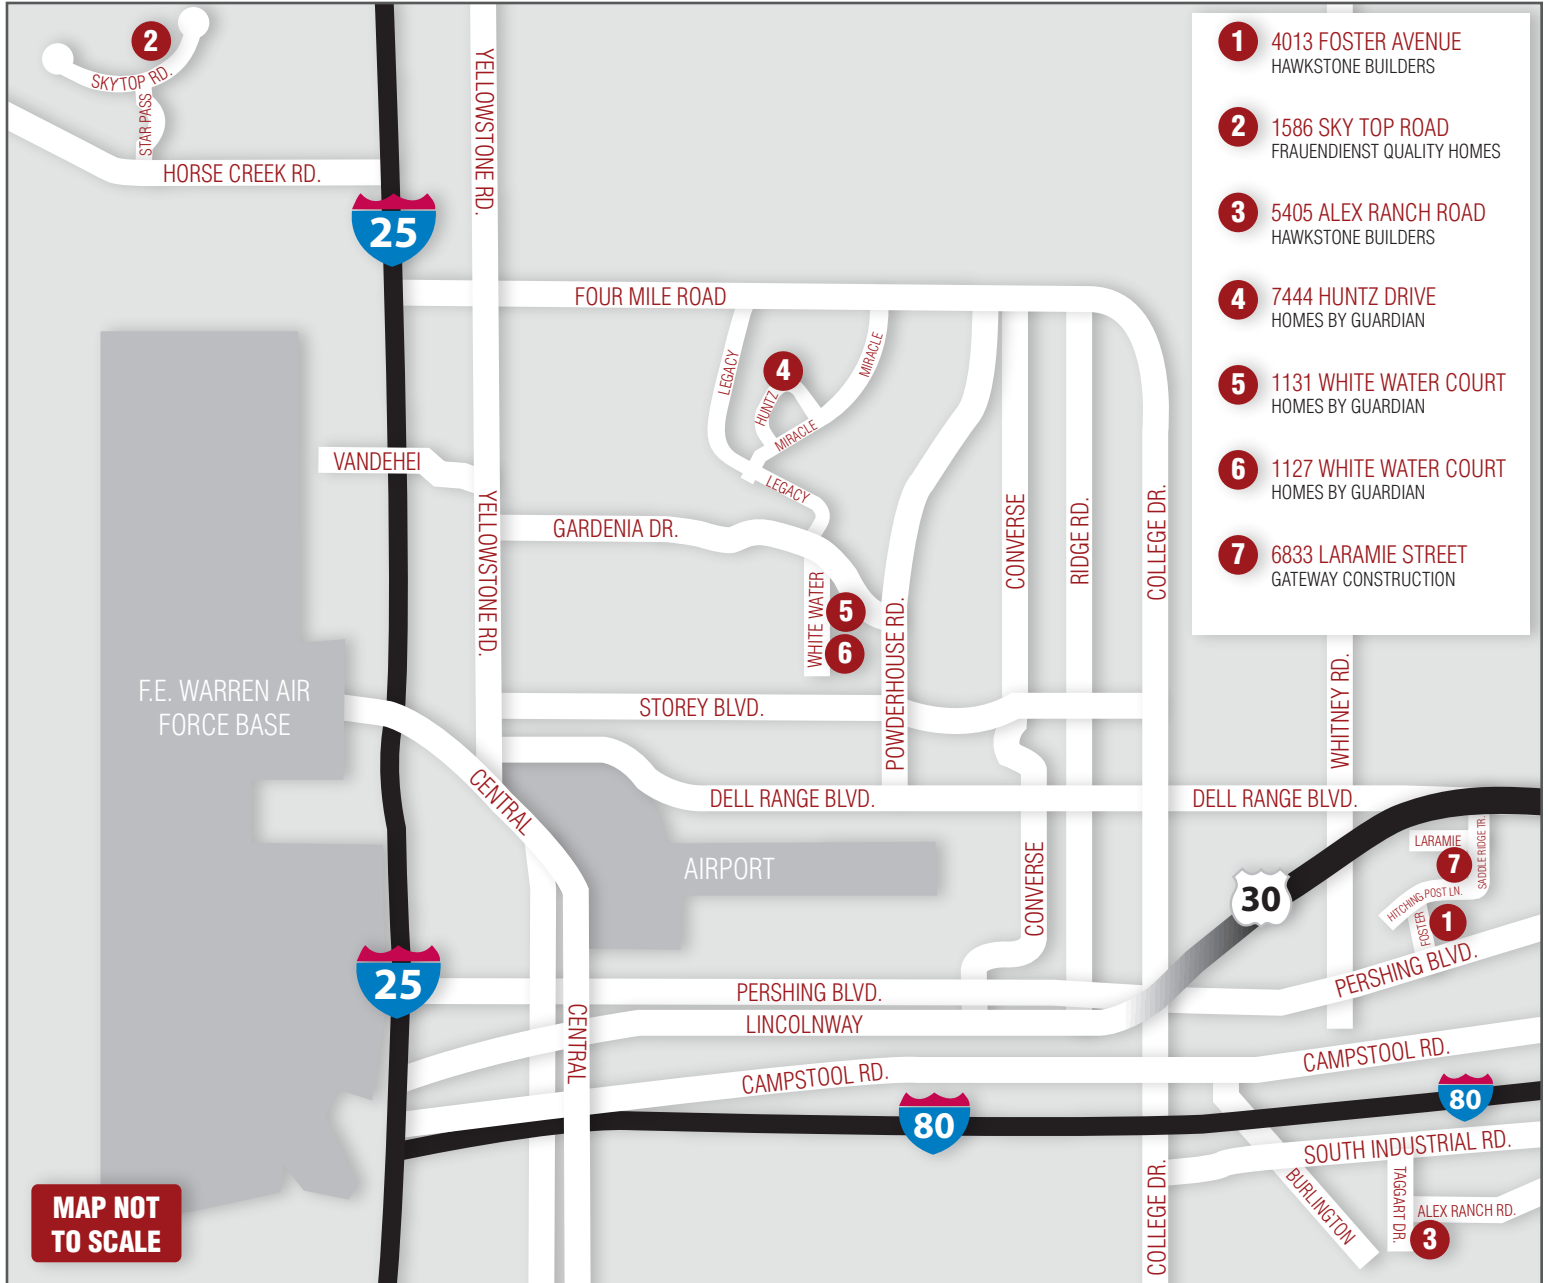 2
SKYTOP RD.
STAR PASS
HORSE CREEK RD.
25
YELLOWSTONE RD.
FOUR MILE ROAD
LEGACY
4
HUNTZ
MIRACLE
MIRACLE
LEGACY
VANDEHEI
YELLOWSTONE RD.
GARDENIA DR.
WHITE WATER
5
6
POWDERHOUSE RD.
CONVERSE
RIDGE RD.
COLLEGE DR.
F.E. WARREN AIR
FORCE BASE
STOREY BLVD.
CENTRAL
DELL RANGE BLVD.
DELL RANGE BLVD.
WHITNEY RD.
AIRPORT
CONVERSE
30
LARAMIE
7
SADDLE RIDGE TR.
HITCHING POST LN.
FOSTER
1
PERSHING BLVD.
25
PERSHING BLVD.
LINCOLNWAY
CENTRAL
CAMPSTOOL RD.
CAMPSTOOL RD.
80
80
SOUTH INDUSTRIAL RD.
COLLEGE DR.
BURLINGTON
TAGGART DR.
ALEX RANCH RD.
3
MAP NOT
TO SCALE
1 4013 FOSTER AVENUE
HAWKSTONE BUILDERS
2 1586 SKY TOP ROAD
FRAUENDIENST QUALITY HOMES
3 5405 ALEX RANCH ROAD
HAWKSTONE BUILDERS
4 7444 HUNTZ DRIVE
HOMES BY GUARDIAN
5 1131 WHITE WATER COURT
HOMES BY GUARDIAN
6 1127 WHITE WATER COURT
HOMES BY GUARDIAN
7 6833 LARAMIE STREET
GATEWAY CONSTRUCTION